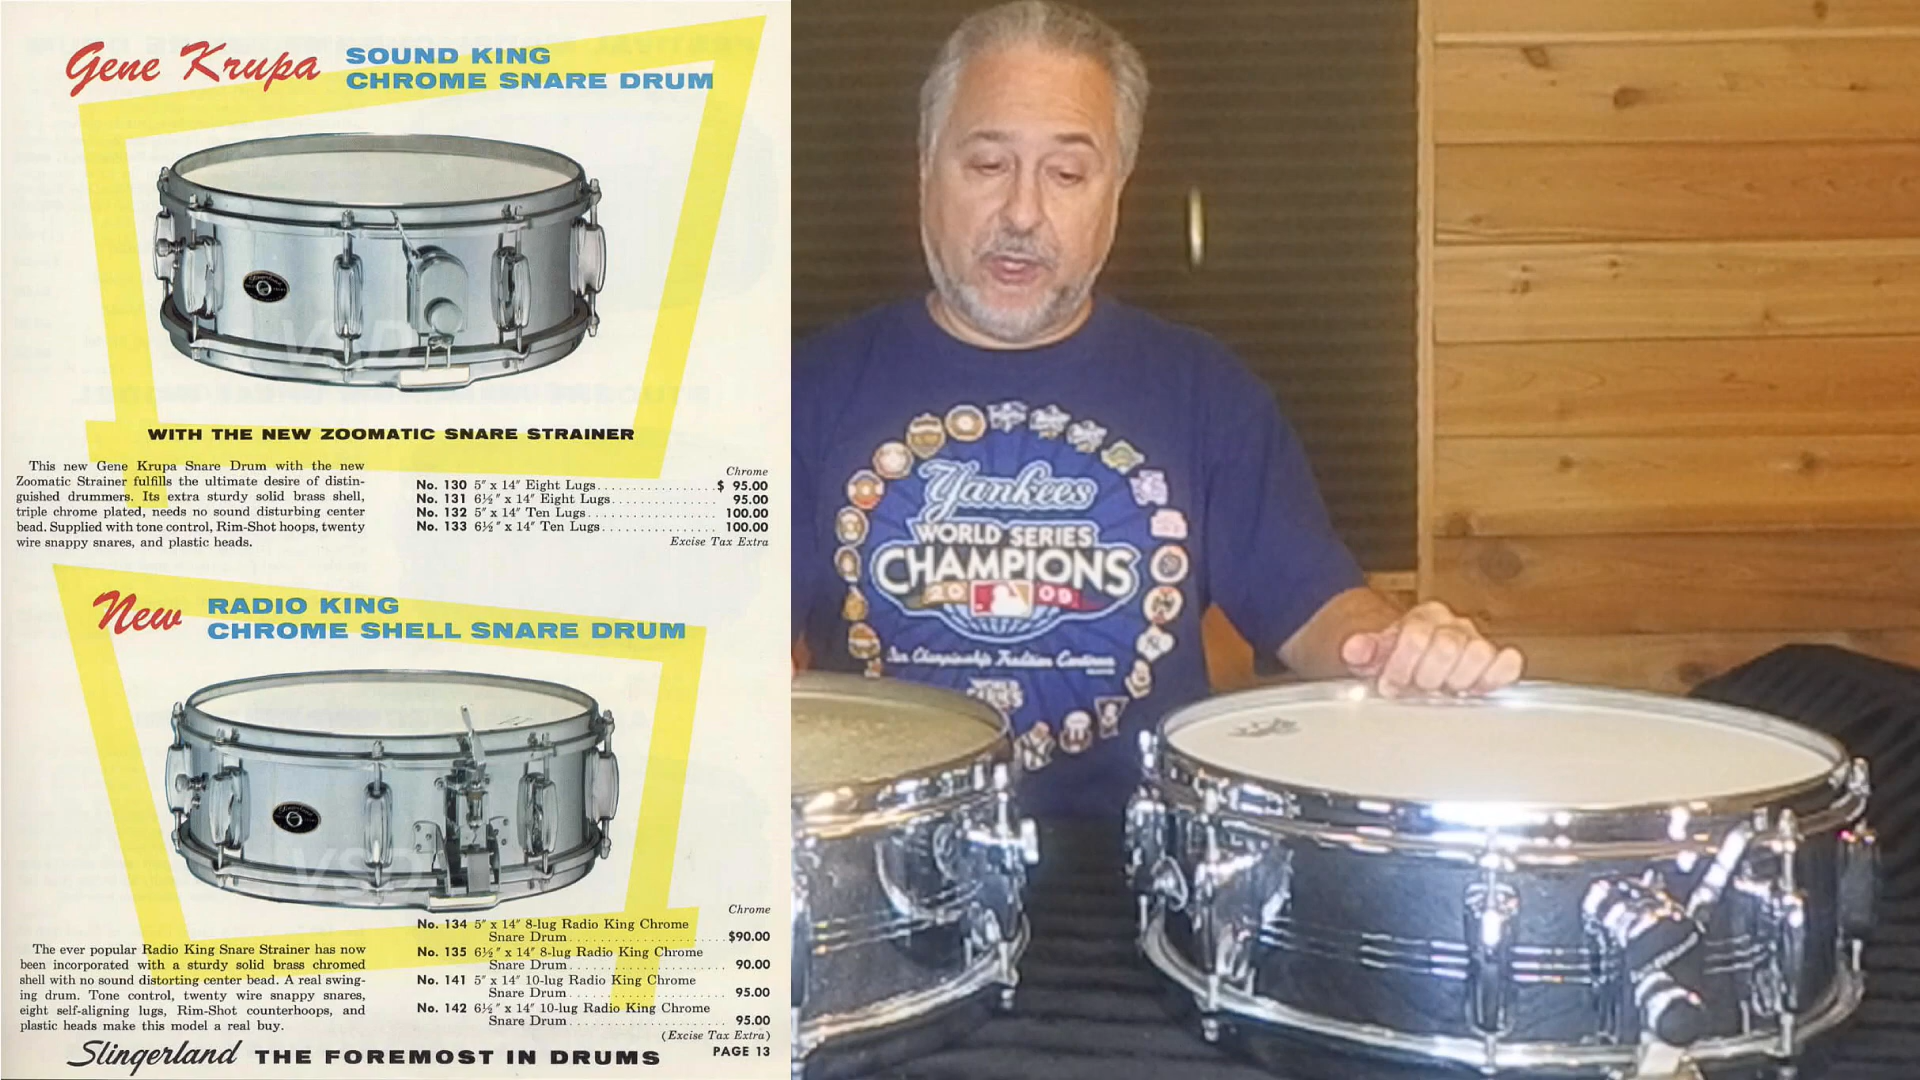 Gene Krupa SOUND KING
CHROME SNARE DRUM
VSD
WITH THE NEW ZOOMATIC SNARE STRAINER
This new Gene Krupa Snare Drum with the new
Zoomatic Strainer fulfills the ultimate desire of distin-
guished drummers. Its extra sturdy solid brass shell,
triple chrome plated, needs no sound disturbing center
bead. Supplied with tone control, Rim-Shot hoops, twenty
wire snappy snares, and plastic heads.
Chrome
No. 130 5" x 14" Eight Lugs................$ 95.00
No. 131 6½" x 14" Eight Lugs.............. 95.00
No. 132 5" x 14" Ten Lugs................. 100.00
No. 133 6½" x 14" Ten Lugs............... 100.00
Excise Tax Extra
New RADIO KING
CHROME SHELL SNARE DRUM
VSD
The ever popular Radio King Snare Strainer has now
been incorporated with a sturdy solid brass chromed
shell with no sound distorting center bead. A real swing-
ing drum. Tone control, twenty wire snappy snares,
eight self-aligning lugs, Rim-Shot counterhoops, and
plastic heads make this model a real buy.
Chrome
No. 134 5" x 14" 8-lug Radio King Chrome
Snare Drum.....................$90.00
No. 135 6½" x 14" 8-lug Radio King Chrome
Snare Drum..................... 90.00
No. 141 5" x 14" 10-lug Radio King Chrome
Snare Drum..................... 95.00
No. 142 6½" x 14" 10-lug Radio King Chrome
Snare Drum..................... 95.00
(Excise Tax Extra)
Slingerland THE FOREMOST IN DRUMS PAGE 13
Yankees
WORLD SERIES
CHAMPIONS
20 09
Our Championship Tradition Continues